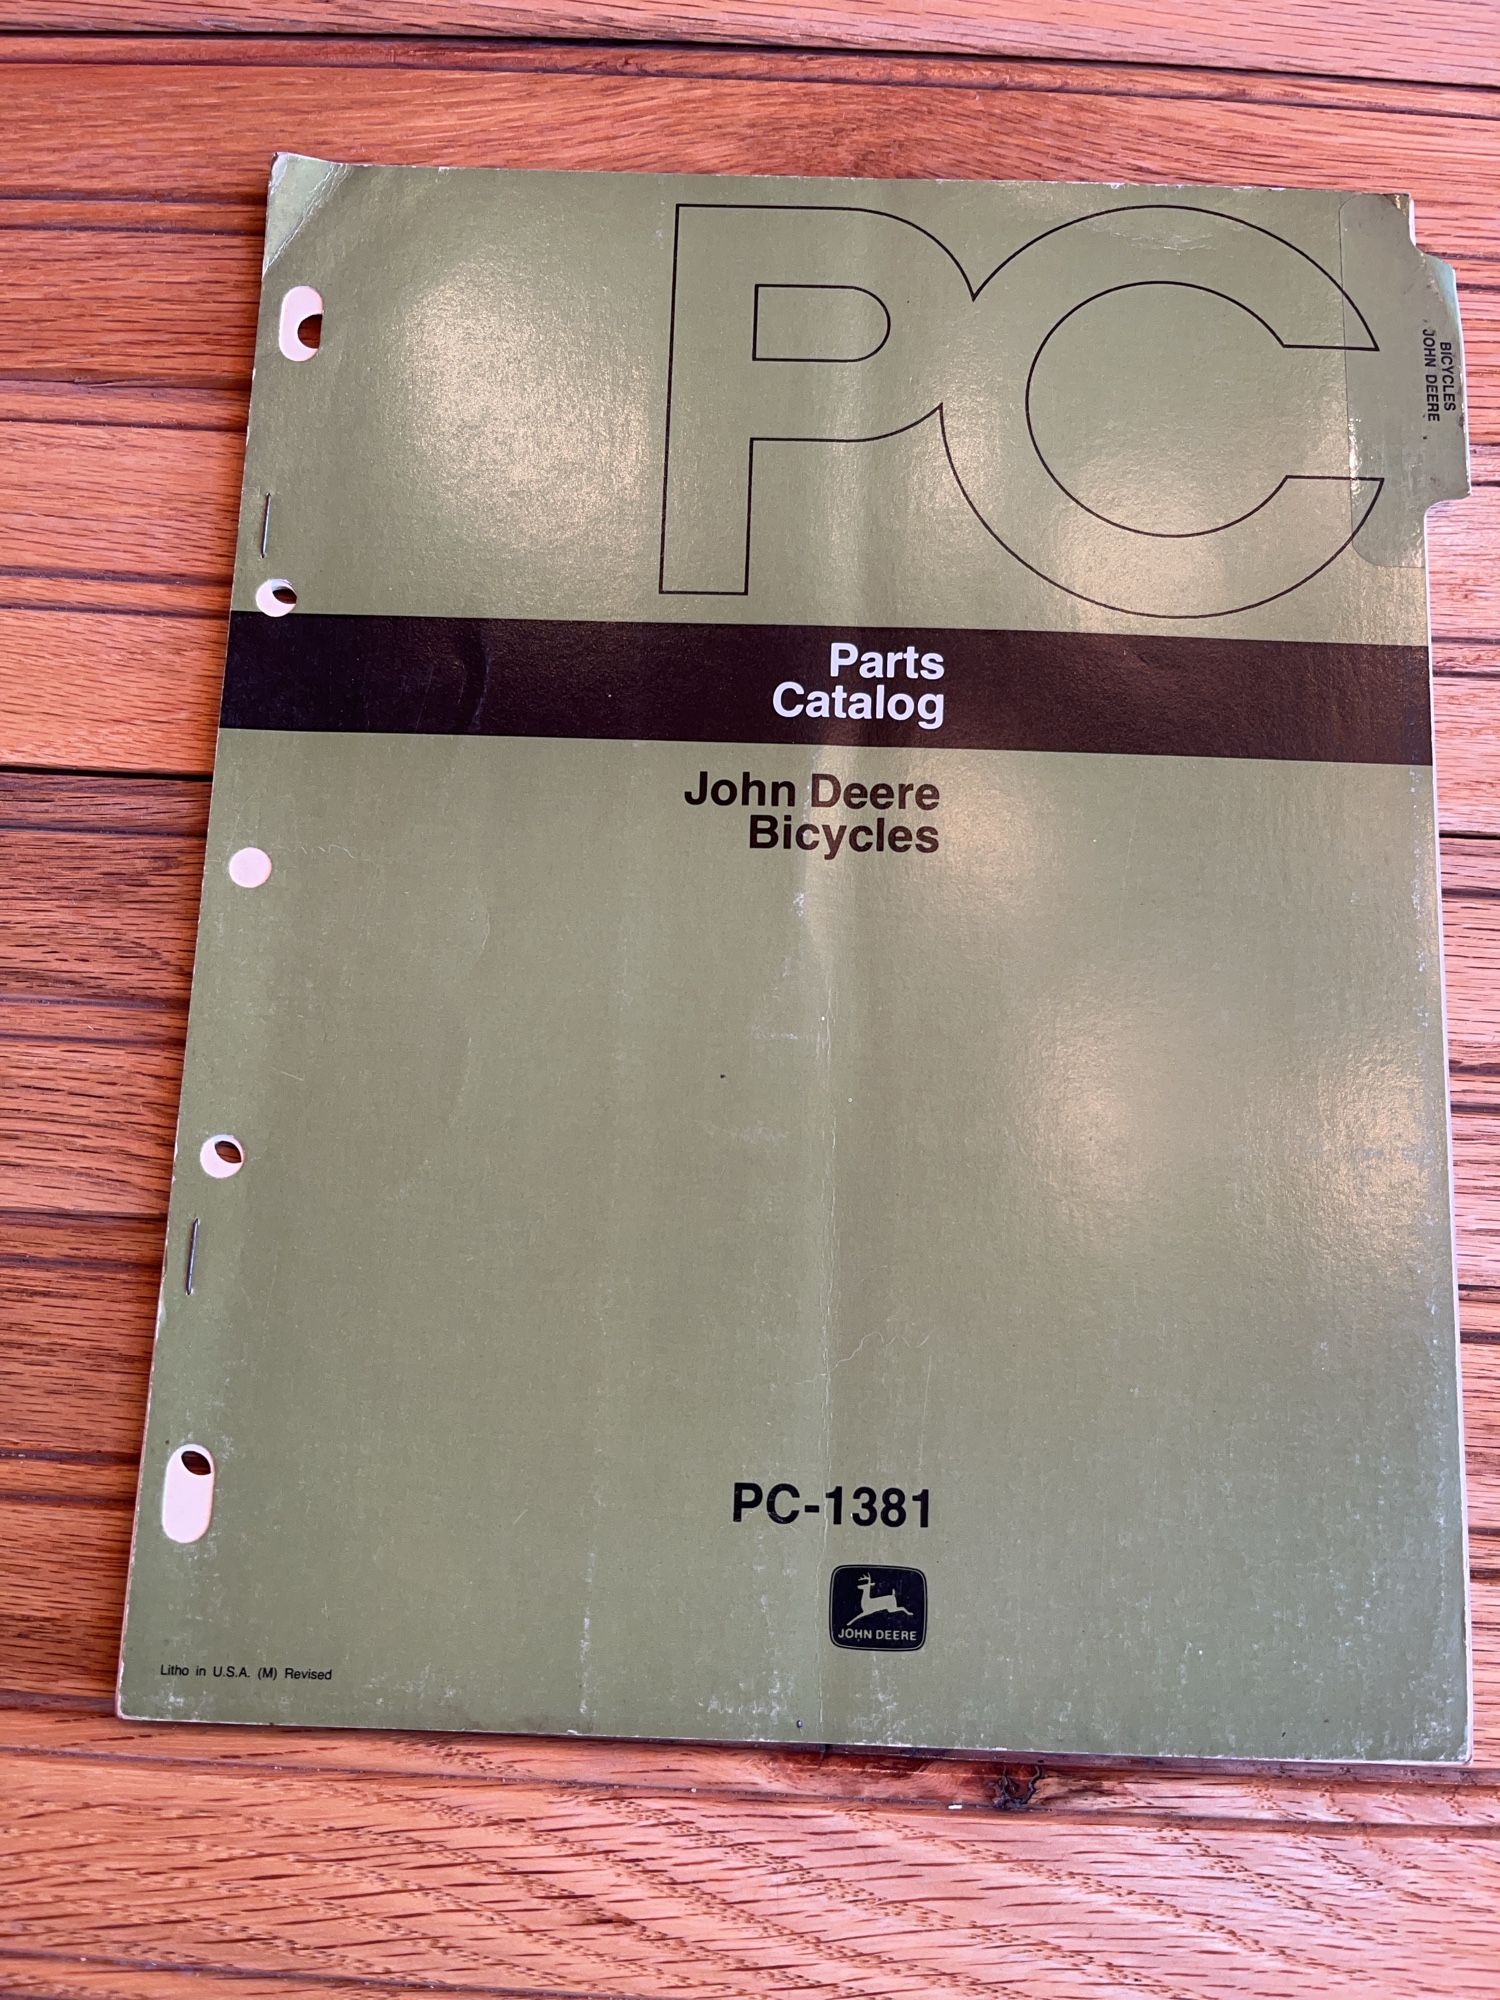 PC
BICYCLES
JOHN DEERE
Parts
Catalog
John Deere
Bicycles
PC-1381
JOHN DEERE
Litho in U.S.A. (M) Revised